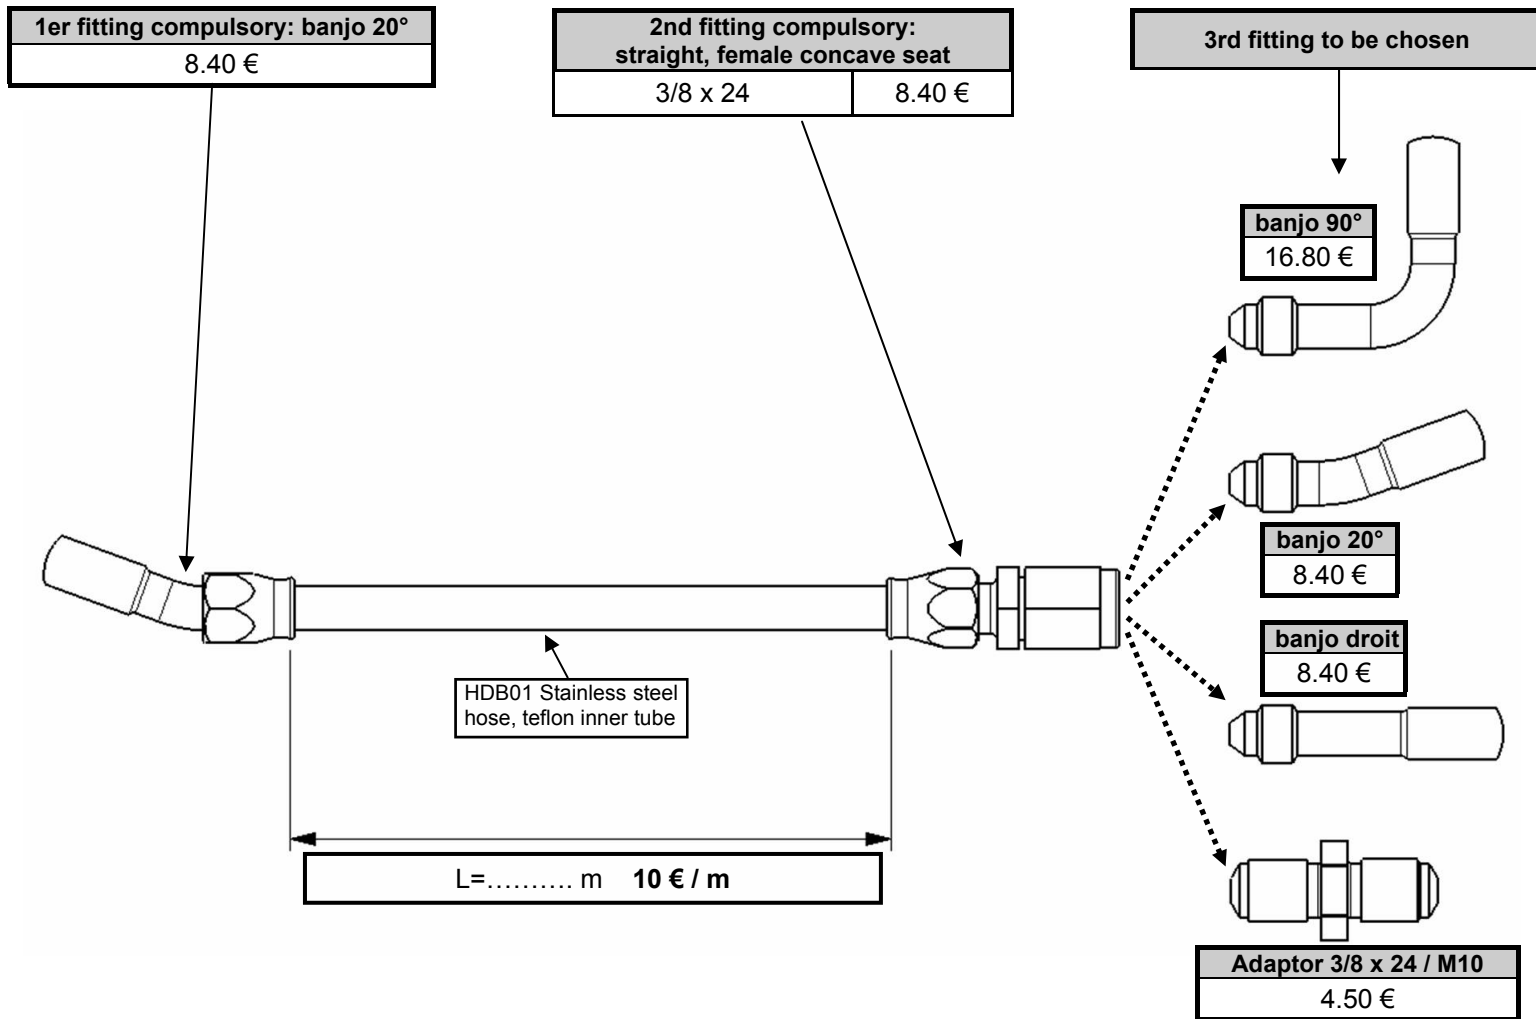 1er fitting compulsory: banjo 20°
8.40 €
2nd fitting compulsory:
straight, female concave seat
3/8 x 24 8.40 €
3rd fitting to be chosen
banjo 90°
16.80 €
banjo 20°
8.40 €
banjo droit
8.40 €
HDB01 Stainless steel
hose, teflon inner tube
L=.......... m 10 € / m
Adaptor 3/8 x 24 / M10
4.50 €